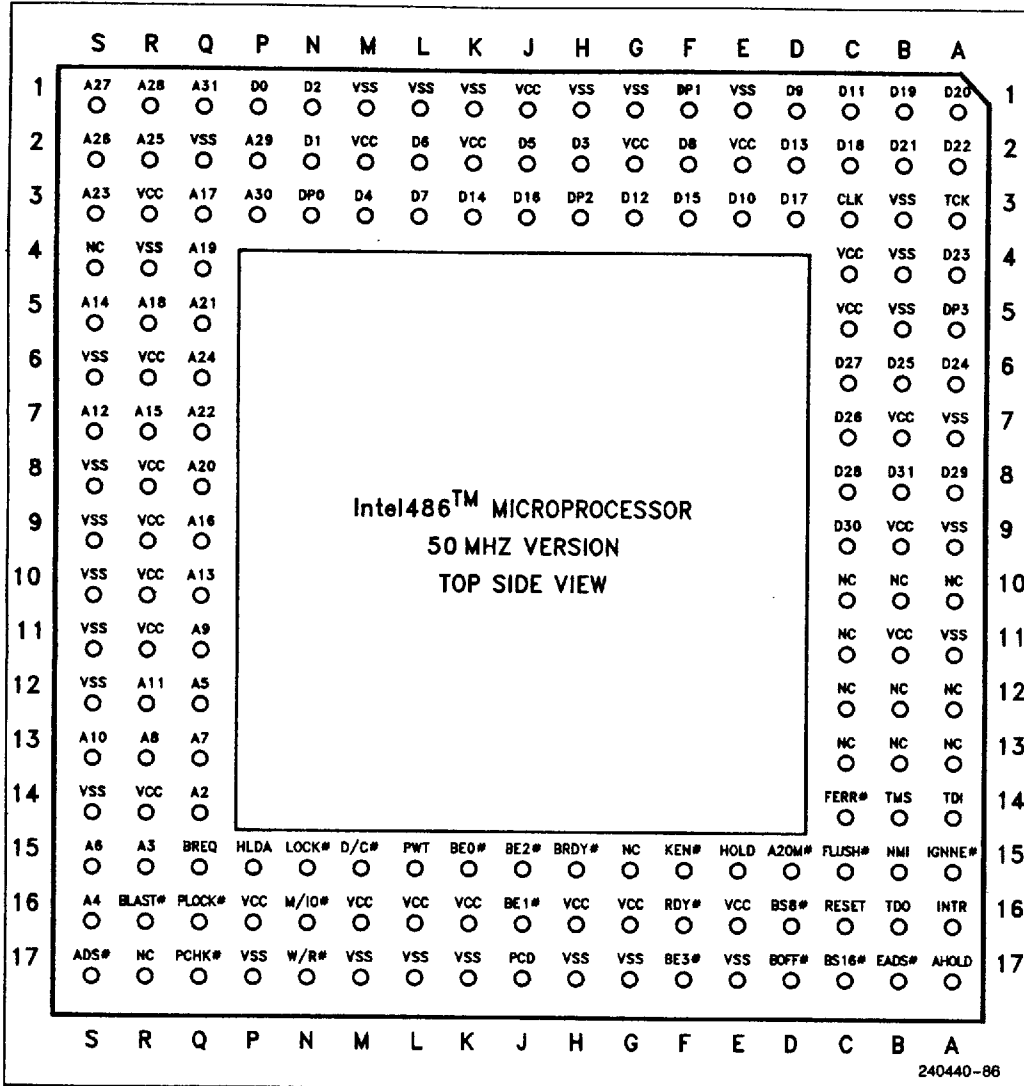 S R Q P N M L K J H G F E D C B A
1 A27 A28 A31 D0 D2 VSS VSS VSS VCC VSS VSS DP1 VSS D9 D11 D19 D20 1
2 A26 A25 VSS A29 D1 VCC D6 VCC D5 D3 VCC D8 VCC D13 D18 D21 D22 2
3 A23 VCC A17 A30 DP0 D4 D7 D14 D16 DP2 D12 D15 D10 D17 CLK VSS TCK 3
4 NC VSS A19 VCC VSS D23 4
5 A14 A18 A21 VCC VSS DP3 5
6 VSS VCC A24 D27 D25 D24 6
7 A12 A15 A22 D26 VCC VSS 7
8 VSS VCC A20 D28 D31 D29 8
9 VSS VCC A16 D30 VCC VSS 9
10 VSS VCC A13 NC NC NC 10
11 VSS VCC A9 NC VCC VSS 11
12 VSS A11 A5 NC NC NC 12
13 A10 A8 A7 NC NC NC 13
14 VSS VCC A2 FERR# TMS TDI 14
Intel486™ MICROPROCESSOR
50 MHZ VERSION
TOP SIDE VIEW
15 A6 A3 BREQ HLDA LOCK# D/C# PWT BE0# BE2# BRDY# NC KEN# HOLD A20M# FLUSH# NMI IGNNE# 15
16 A4 BLAST# PLOCK# VCC M/IO# VCC VCC VCC BE1# VCC VCC RDY# VCC BS8# RESET TDO INTR 16
17 ADS# NC PCHK# VSS W/R# VSS VSS VSS PCD VSS VSS BE3# VSS BOFF# BS16# EADS# AHOLD 17
S R Q P N M L K J H G F E D C B A
240440-86